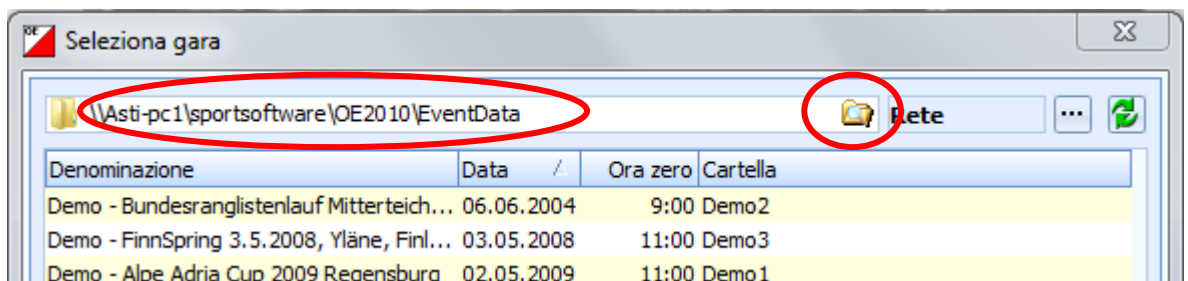 OE Seleziona gara
\\Asti-pc1\sportsoftware\OE2010\EventData Rete ...
Denominazione Data Ora zero Cartella
Demo - Bundesranglistenlauf Mitterteich... 06.06.2004 9:00 Demo2
Demo - FinnSpring 3.5.2008, Yläne, Finl... 03.05.2008 11:00 Demo3
Demo - Alpe Adria Cup 2009 Regensburg 02.05.2009 11:00 Demo1